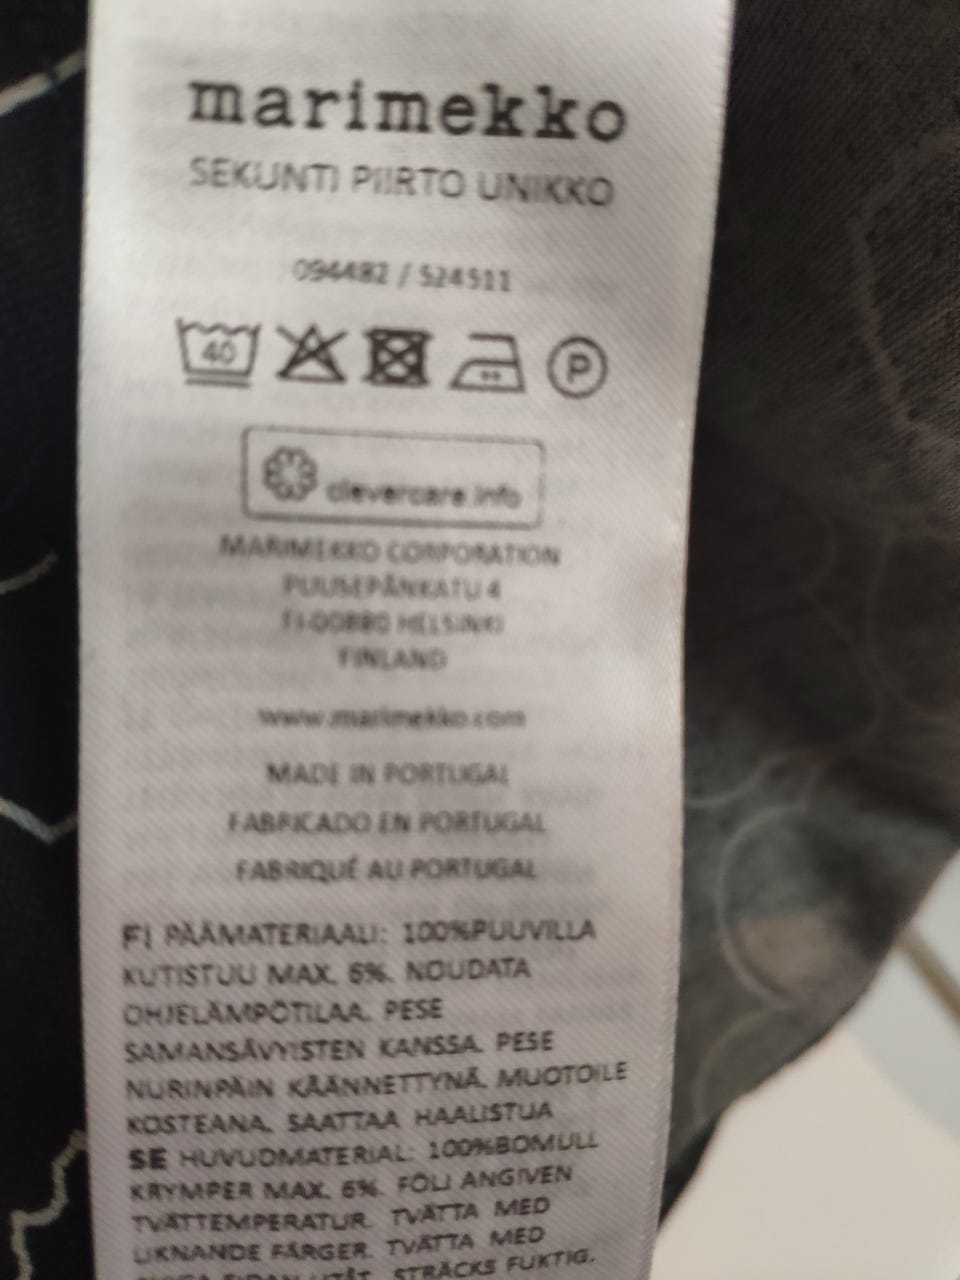 marimekko
SEKUNTI PIIRTO UNIKKO
094482 / 524511
40
P
clevercare.info
MARIMEKKO CORPORATION
PUUSEPÄNKATU 4
FI-00880 HELSINKI
FINLAND
www.marimekko.com
MADE IN PORTUGAL
FABRICADO EN PORTUGAL
FABRIQUÉ AU PORTUGAL
FI PÄÄMATERIAALI: 100%PUUVILLA
KUTISTUU MAX. 6%. NOUDATA
OHJELÄMPÖTILAA. PESE
SAMANSÄVYISTEN KANSSA. PESE
NURINPÄIN KÄÄNNETTYNÄ. MUOTOILE
KOSTEANA. SAATTAA HAALISTUA
SE HUVUDMATERIAL: 100%BOMULL
KRYMPER MAX. 6%. FÖLJ ANGIVEN
TVÄTTEMPERATUR. TVÄTTA MED
LIKNANDE FÄRGER. TVÄTTA MED
STRÄCKS FUKTIG.